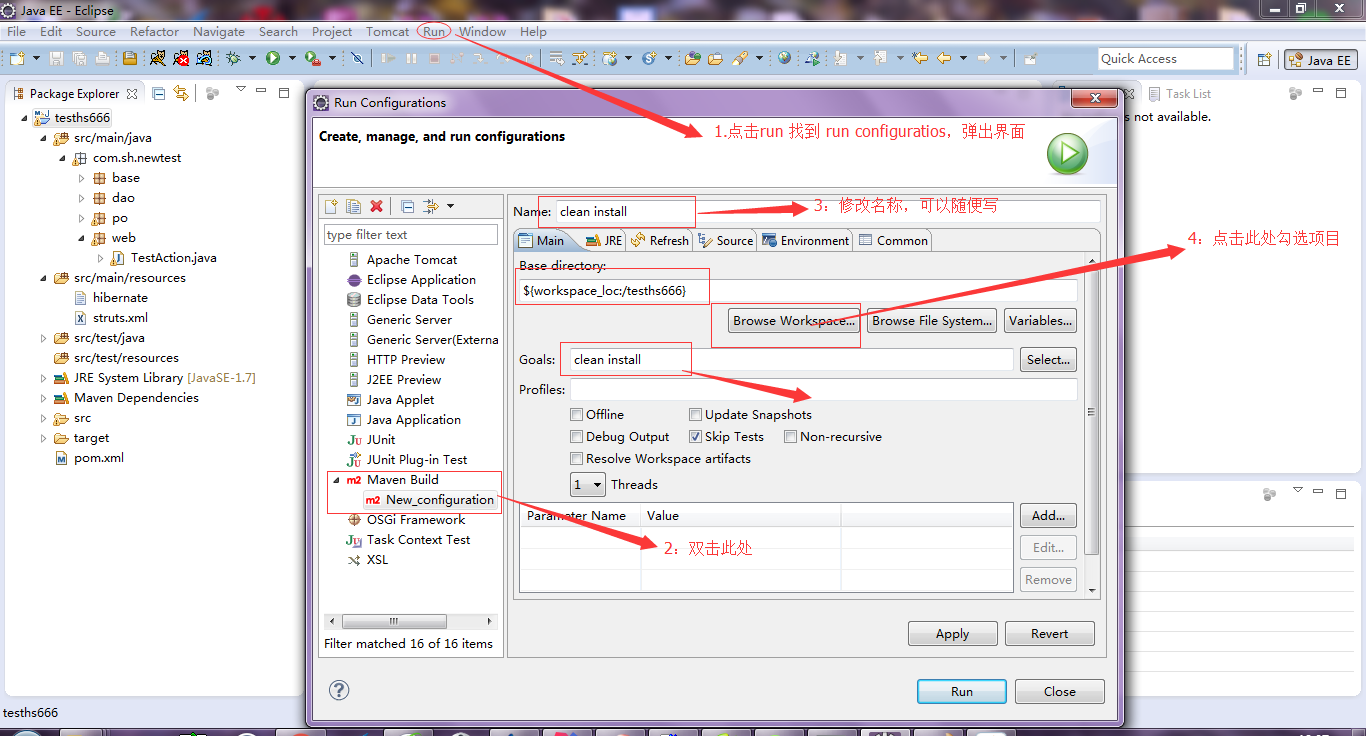 Java EE - Eclipse
File Edit Source Refactor Navigate Search Project Tomcat Run Window Help
Quick Access
Java EE
Package Explorer
Task List
Run Configurations
s not available.
tesths666
src/main/java
com.sh.newtest
base
dao
po
web
TestAction.java
src/main/resources
hibernate
struts.xml
src/test/java
src/test/resources
JRE System Library [JavaSE-1.7]
Maven Dependencies
src
target
pom.xml
Create, manage, and run configurations
1.点击run 找到 run configuratios，弹出界面
type filter text
Apache Tomcat
Eclipse Application
Eclipse Data Tools
Generic Server
Generic Server(Externa
HTTP Preview
J2EE Preview
Java Applet
Java Application
JUnit
JUnit Plug-in Test
Maven Build
New_configuration
OSGi Framework
Task Context Test
XSL
Filter matched 16 of 16 items
Name: clean install
3：修改名称，可以随便写
Main JRE Refresh Source Environment Common
4：点击此处勾选项目
Base directory:
${workspace_loc:/tesths666}
Browse Workspace... Browse File System... Variables...
Goals: clean install Select...
Profiles:
Offline Update Snapshots
Debug Output Skip Tests Non-recursive
Resolve Workspace artifacts
1 Threads
Parameter Name Value Add...
2：双击此处
Edit...
Remove
Apply Revert
Run Close
tesths666